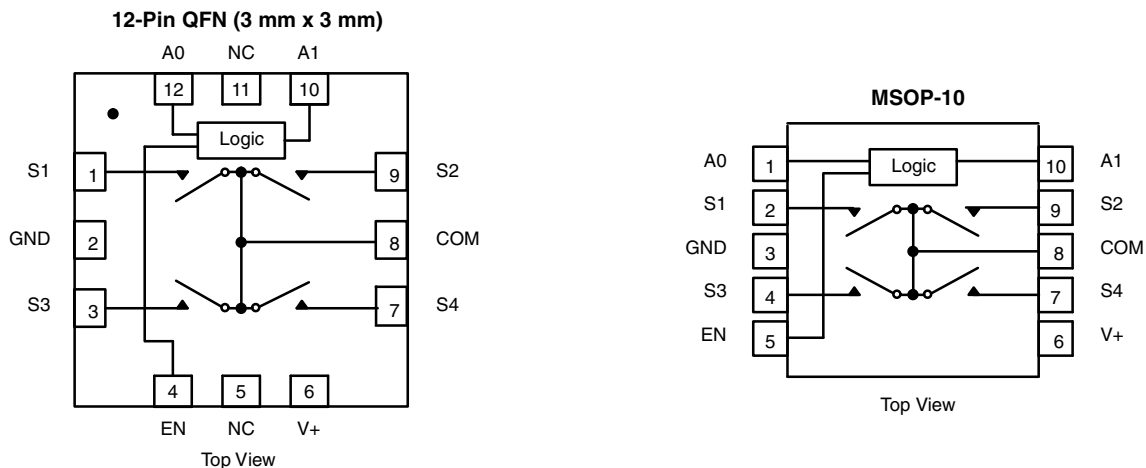 12-Pin QFN (3 mm x 3 mm)
A0 NC A1
12 11 10
Logic
S1 1 9 S2
GND 2 8 COM
S3 3 7 S4
4 5 6
EN NC V+
Top View
MSOP-10
A0 1 Logic 10 A1
S1 2 9 S2
GND 3 8 COM
S3 4 7 S4
EN 5 6 V+
Top View